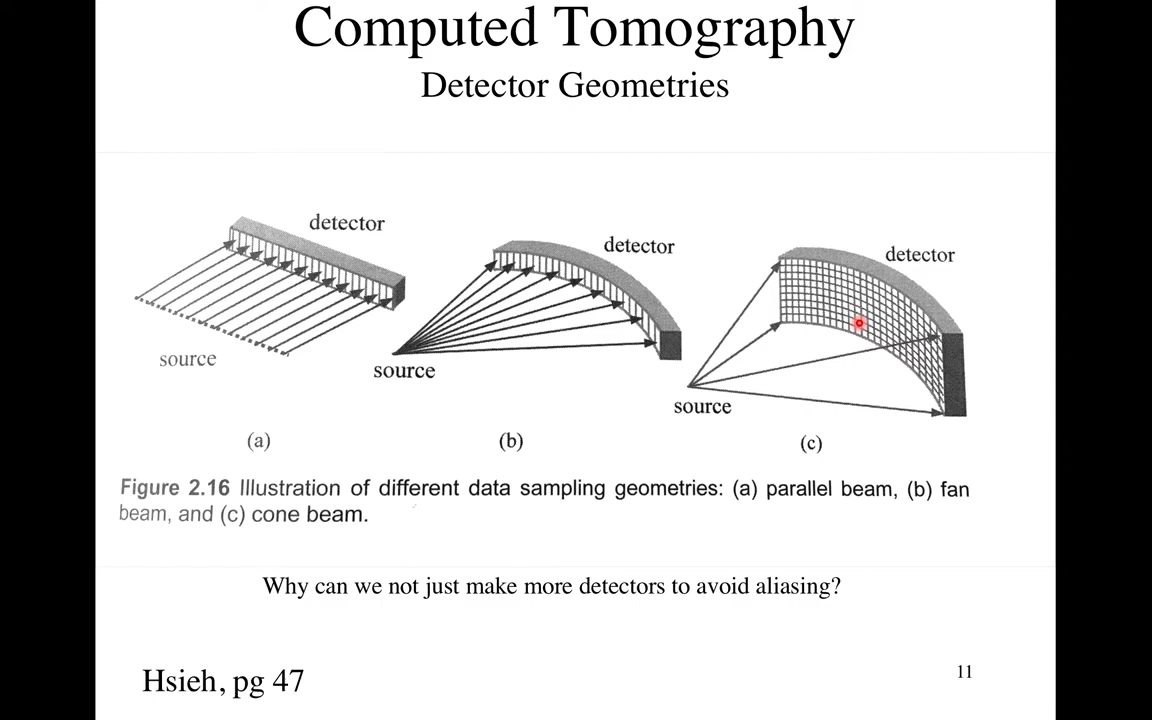 Computed Tomography
Detector Geometries
detector
source
(a)
detector
source
(b)
detector
source
(c)
Figure 2.16 Illustration of different data sampling geometries: (a) parallel beam, (b) fan
beam, and (c) cone beam.
Why can we not just make more detectors to avoid aliasing?
Hsieh, pg 47
11